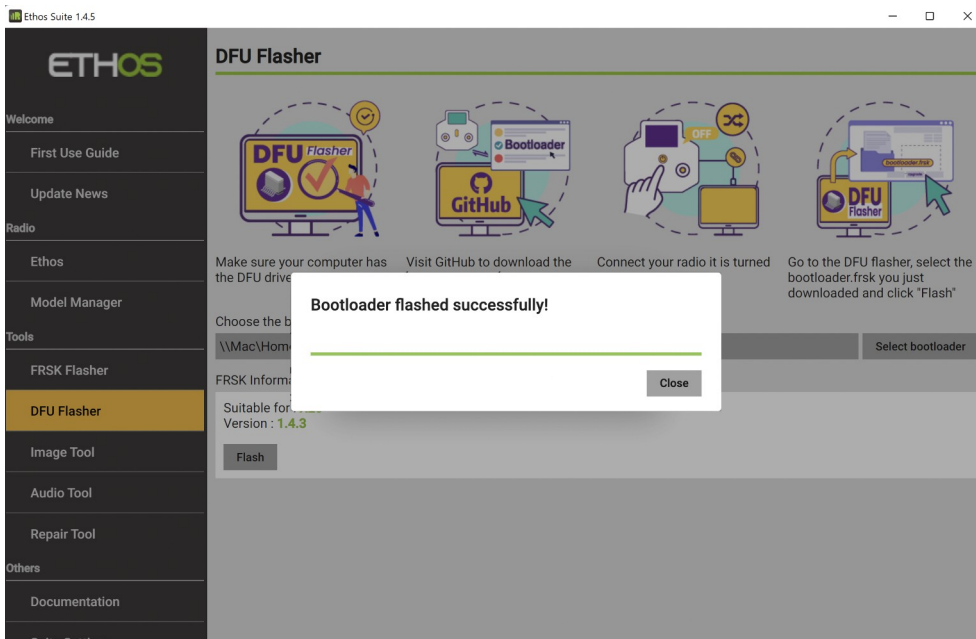 Ethos Suite 1.4.5
ETHOS
DFU Flasher
Welcome
First Use Guide
Update News
Radio
Ethos
Model Manager
Tools
FRSK Flasher
DFU Flasher
Image Tool
Audio Tool
Repair Tool
Others
Documentation
DFU Flasher
Bootloader
GitHub
OFF
bootloader.frsk
DFU
Flasher
Make sure your computer has
the DFU
Visit GitHub to download the
Connect your radio it is turned
Go to the DFU flasher, select the
bootloader.frsk you just
downloaded and click "Flash"
Choose the
\\Mac\
Select bootloader
FRSK
Suitable for
Version : 1.4.3
Flash
Bootloader flashed successfully!
Close